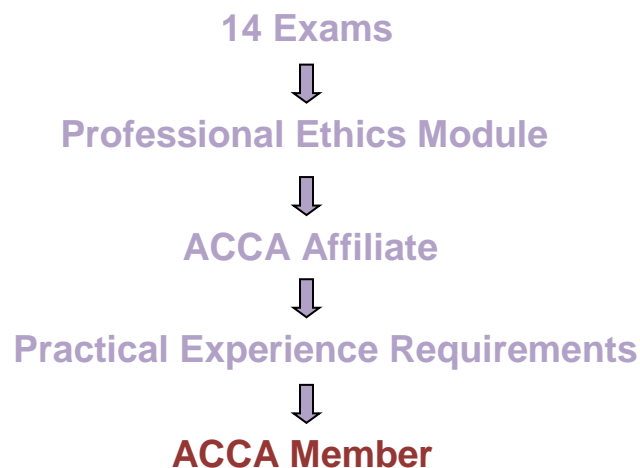 14 Exams
Professional Ethics Module
ACCA Affiliate
Practical Experience Requirements
ACCA Member